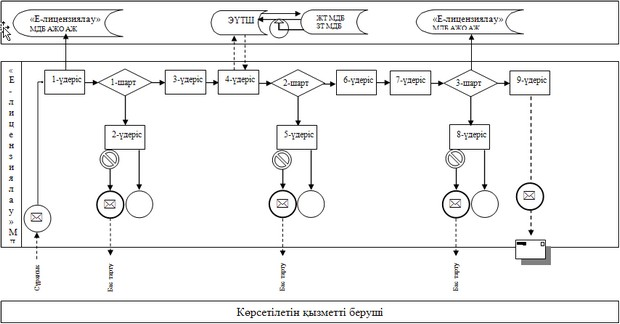 «Е-лицензиялау»
МДБ АЖО АЖ
ЭҮТШ
ЖТ МДБ
ЗТ МДБ
«Е-лицензиялау»
МДБ АЖО АЖ
«Е-лицензиялау» М
1-үдеріс
1-шарт
3-үдеріс
4-үдеріс
2-шарт
6-үдеріс
7-үдеріс
3-шарт
9-үдеріс
2-үдеріс
5-үдеріс
8-үдеріс
Сұраныс
Бас тарту
Бас тарту
Бас тарту
Көрсетілетін қызметті беруші